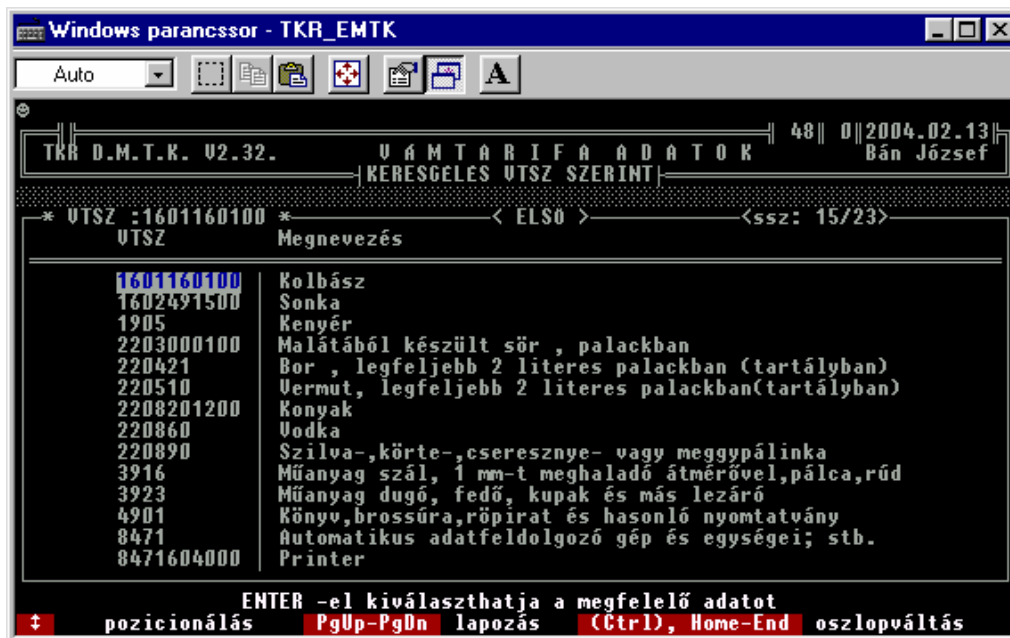 Windows parancssor - TKR_EMTK
Auto
A
48 0 2004.02.13
TKR D.M.T.K. V2.32. V á M T A R I F A A D A T O K Bán József
KERESGÉLÉS VTSZ SZERINT
* VTSZ :1601160100 * < ELSŐ > <ssz: 15/23>
VTSZ Megnevezés
1601160100 Kolbász
1602491500 Sonka
1905 Kenyér
2203000100 Malátából készült sör , palackban
220421 Bor , legfeljebb 2 literes palackban (tartályban)
220510 Vermut, legfeljebb 2 literes palackban(tartályban)
2208201200 Konyak
220860 Vodka
220890 Szilva-,körte-,cseresznye- vagy meggypálinka
3916 Műanyag szál, 1 mm-t meghaladó átmérővel,pálca,rúd
3923 Műanyag dugó, fedő, kupak és más lezáró
4901 Könyv,brossúra,röpirat és hasonló nyomtatvány
8471 Automatikus adatfeldolgozó gép és egységei; stb.
8471604000 Printer
ENTER -el kiválaszthatja a megfelelő adatot
↕ pozicionálás PgUp-PgDn lapozás (Ctrl), Home-End oszlopváltás